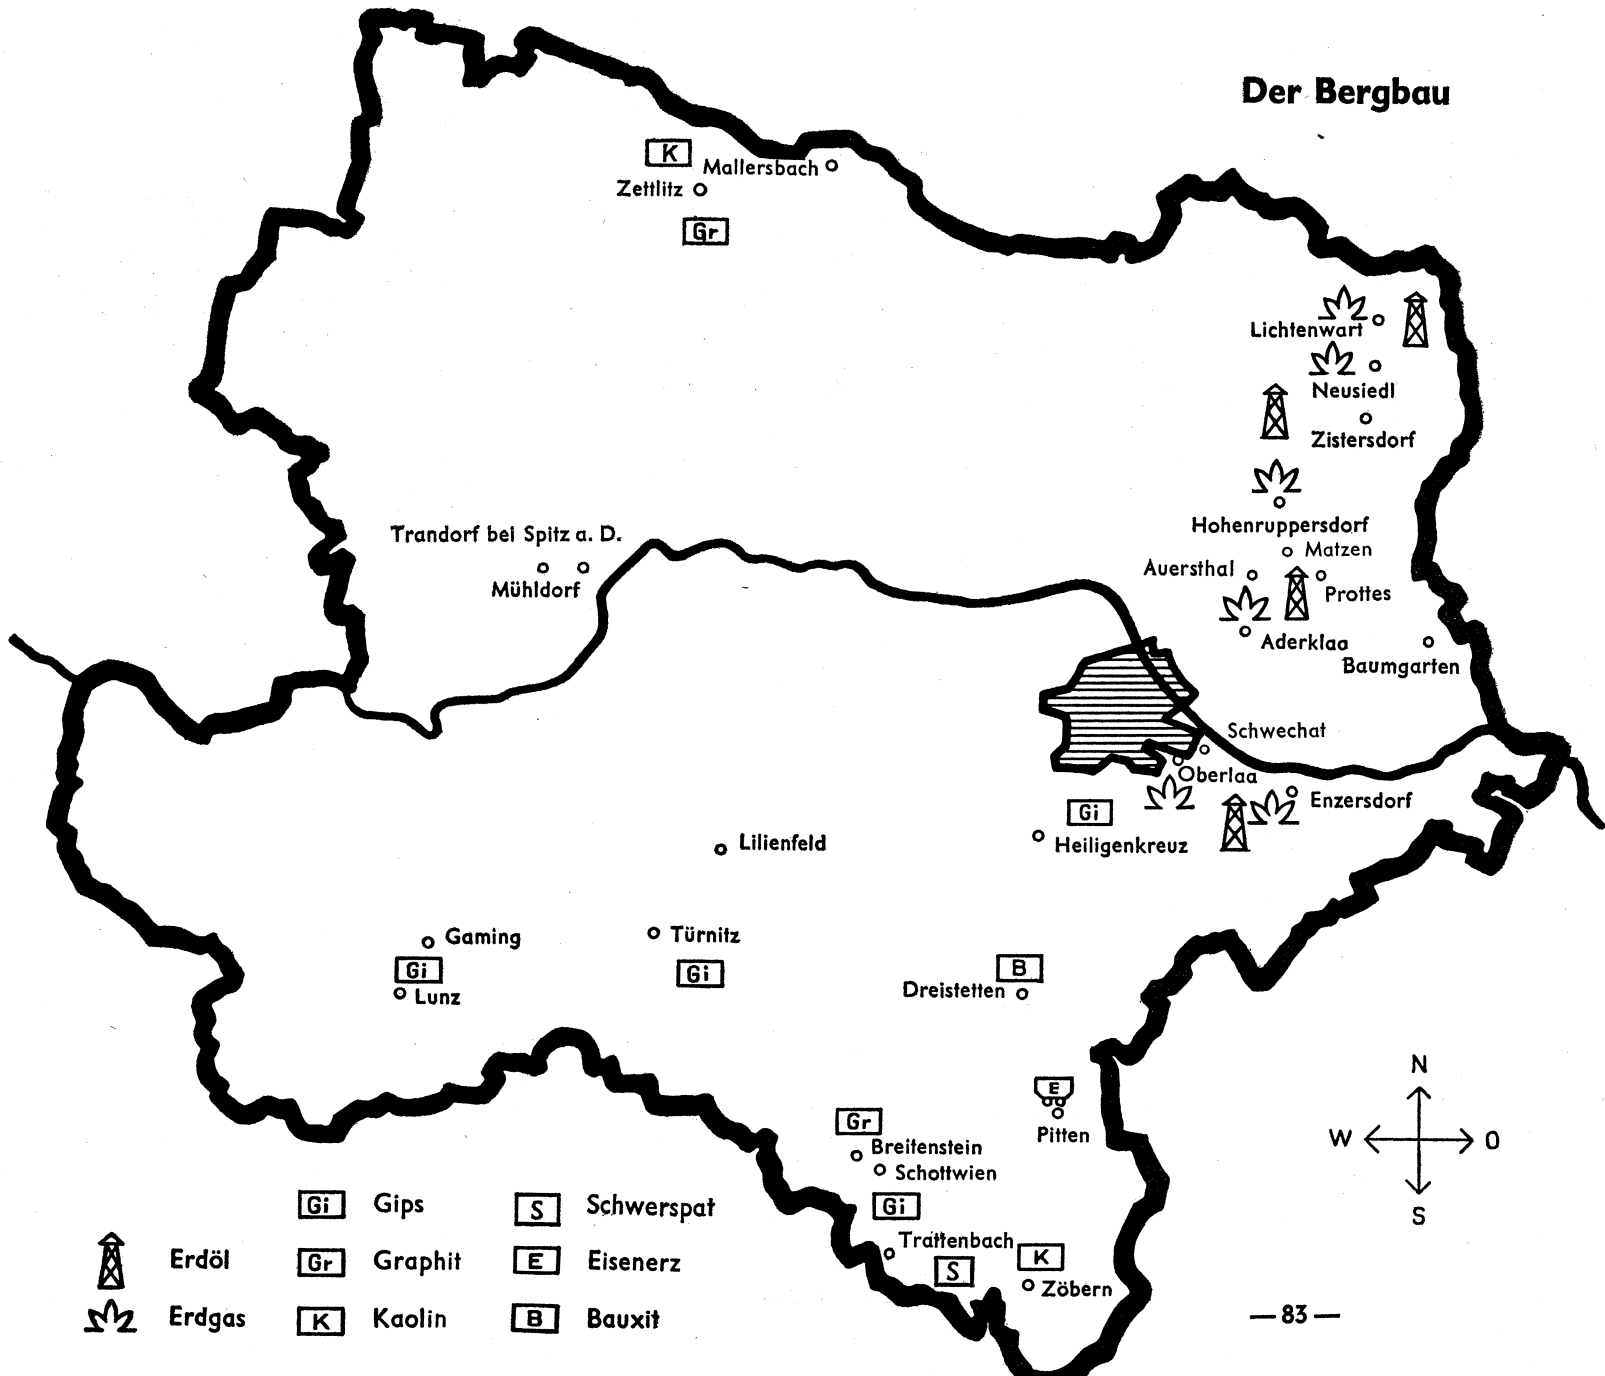 Der Bergbau
K
Mallersbach
Zettlitz
Gr
Lichtenwart
Neusiedl
Zistersdorf
Hohenruppersdorf
Matzen
Auersthal
Prottes
Aderklaa
Baumgarten
Trandorf bei Spitz a. D.
Mühldorf
Schwechat
Oberlaa
Enzersdorf
Gi
Heiligenkreuz
Lilienfeld
Gaming
Gi
Lunz
Türnitz
Gi
B
Dreistetten
E
Pitten
Gr
Breitenstein
Schottwien
Gi
Trattenbach
S
K
Zöbern
N
W O
S
Gi Gips
S Schwerspat
Erdöl
Gr Graphit
E Eisenerz
Erdgas
K Kaolin
B Bauxit
— 83 —